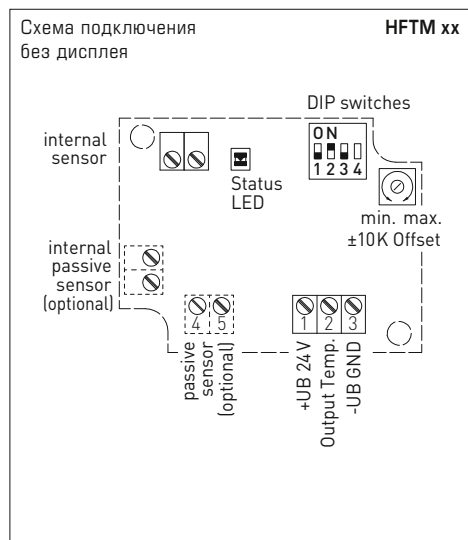 Схема подключения
без дисплея
HFTM xx
DIP switches
ON
1 2 3 4
internal
sensor
Status
LED
min. max.
±10K Offset
internal
passive
sensor
(optional)
4 5
1 2 3
passive
sensor
(optional)
+UB 24 V
Output Temp.
-UB GND